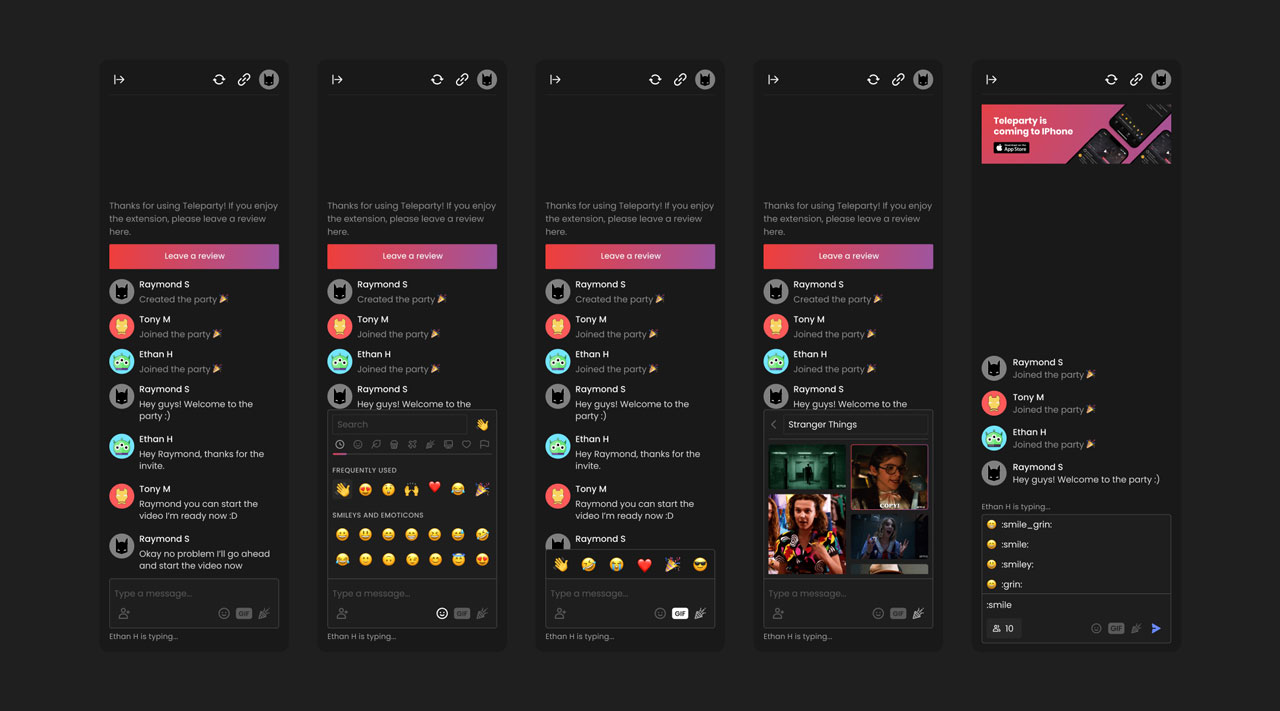 Thanks for using Teleparty! If you enjoy
the extension, please leave a review
here.
Leave a review
Raymond S
Created the party
Tony M
Joined the party
Ethan H
Joined the party
Raymond S
Hey guys! Welcome to the
party :)
Ethan H
Hey Raymond, thanks for the
invite.
Tony M
Raymond you can start the
video I'm ready now :D
Raymond S
Okay no problem I'll go ahead
and start the video now
Type a message...
GIF
Ethan H is typing...
Thanks for using Teleparty! If you enjoy
the extension, please leave a review
here.
Leave a review
Raymond S
Created the party
Tony M
Joined the party
Ethan H
Joined the party
Raymond S
Hey guys! Welcome to the
Search
FREQUENTLY USED
SMILEYS AND EMOTICONS
Type a message...
GIF
Ethan H is typing...
Thanks for using Teleparty! If you enjoy
the extension, please leave a review
here.
Leave a review
Raymond S
Created the party
Tony M
Joined the party
Ethan H
Joined the party
Raymond S
Hey guys! Welcome to the
party :)
Ethan H
Hey Raymond, thanks for the
invite.
Tony M
Raymond you can start the
video I'm ready now :D
Raymond S
Type a message...
GIF
Ethan H is typing...
Thanks for using Teleparty! If you enjoy
the extension, please leave a review
here.
Leave a review
Raymond S
Created the party
Tony M
Joined the party
Ethan H
Joined the party
Raymond S
Hey guys! Welcome to the
Stranger Things
COPY!
Type a message...
GIF
Ethan H is typing...
Teleparty is
coming to IPhone
App Store
Raymond S
Joined the party
Tony M
Joined the party
Ethan H
Joined the party
Raymond S
Hey guys! Welcome to the party :)
Ethan H is typing...
:smile_grin:
:smile:
:smiley:
:grin:
:smile
10
GIF